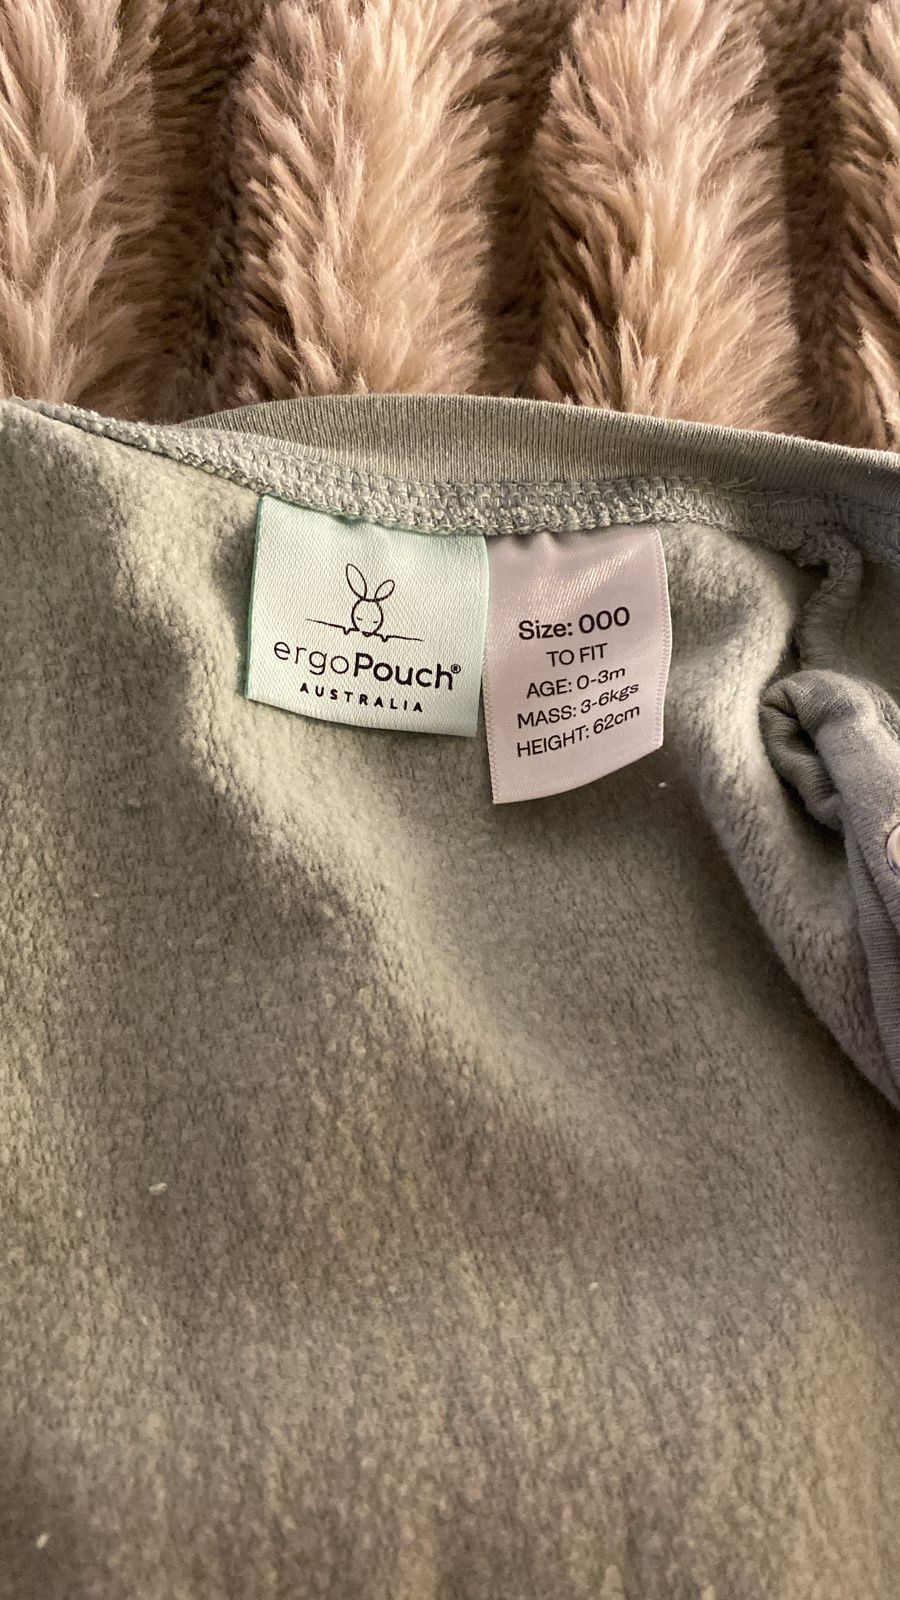 ergoPouch®
AUSTRALIA
Size: 000
TO FIT
AGE: 0-3m
MASS: 3-6kgs
HEIGHT: 62cm